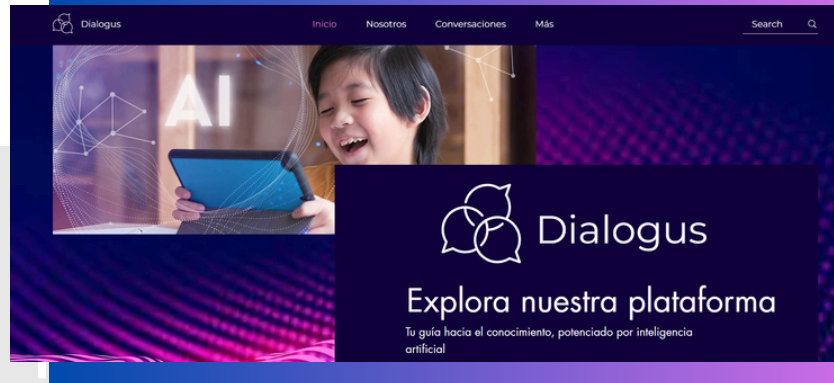 Dialogus Inicio Nosotros Conversaciones Más Search
AI
Dialogus
Explora nuestra plataforma
Tu guía hacia el conocimiento, potenciado por inteligencia
artificial